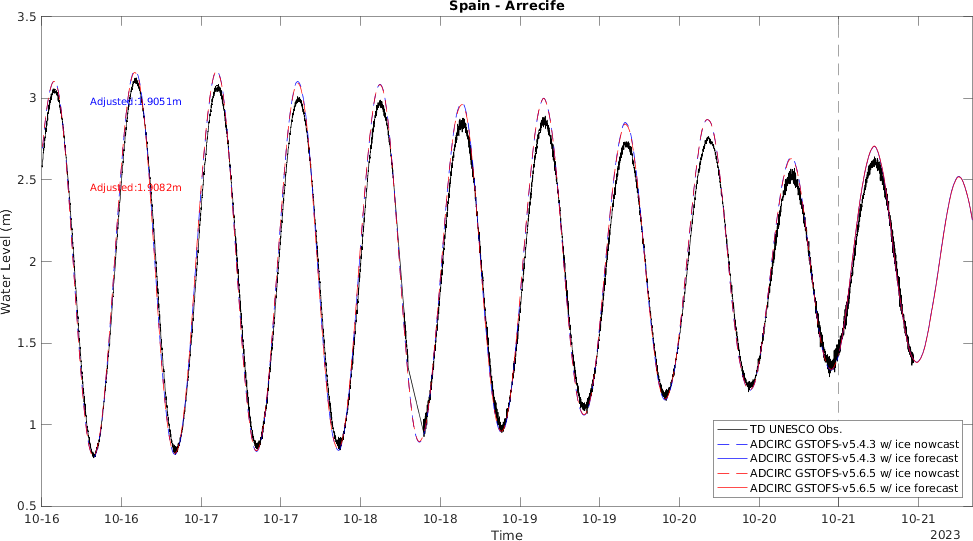 Spain - Arrecife
3.5
3
2.5
2
1.5
1
0.5
Water Level (m)
Adjusted:1.9051m
Adjusted:1.9082m
TD UNESCO Obs.
ADCIRC GSTOFS-v5.4.3 w/ ice nowcast
ADCIRC GSTOFS-v5.4.3 w/ ice forecast
ADCIRC GSTOFS-v5.6.5 w/ ice nowcast
ADCIRC GSTOFS-v5.6.5 w/ ice forecast
10-16 10-16 10-17 10-17 10-18 10-18 10-19 10-19 10-20 10-20 10-21 10-21
2023
Time